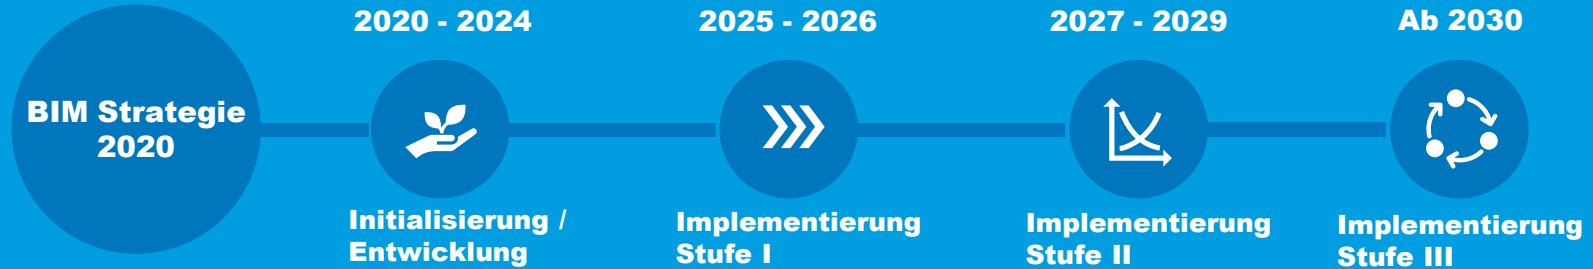 BIM Strategie
2020
2020 - 2024
Initialisierung /
Entwicklung
2025 - 2026
Implementierung
Stufe I
2027 - 2029
Implementierung
Stufe II
Ab 2030
Implementierung
Stufe III